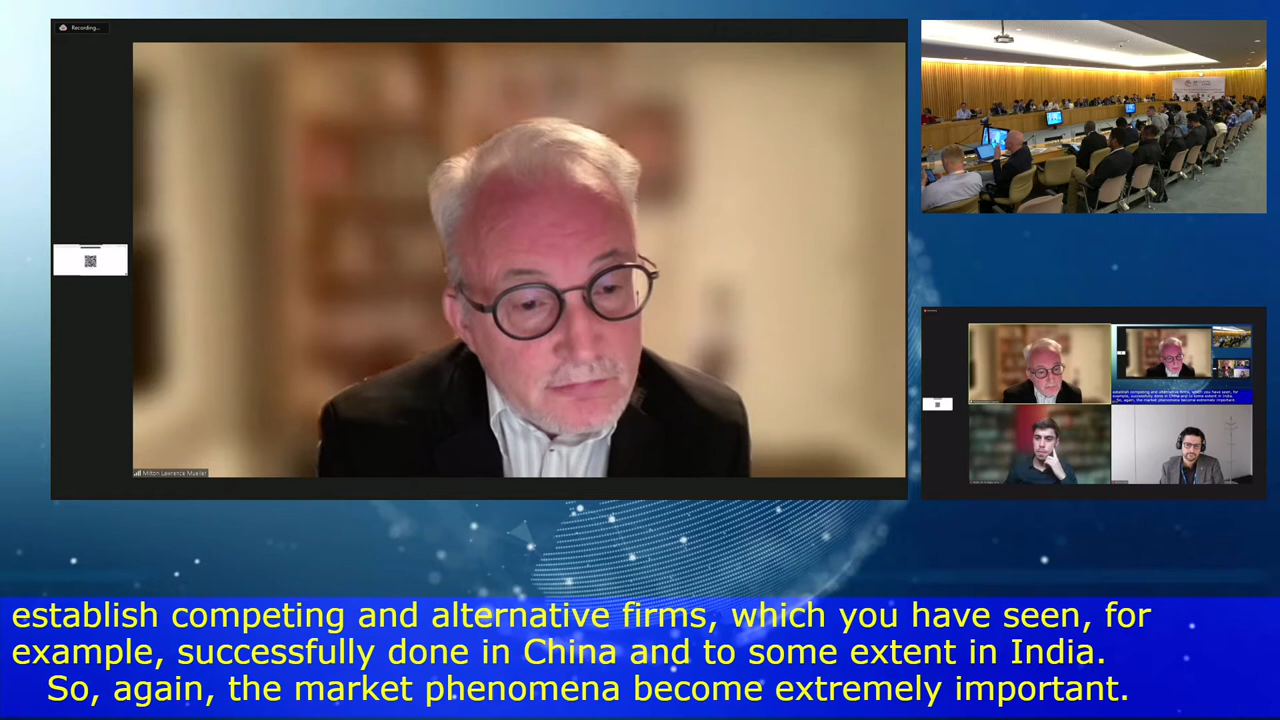 Recording...
Milton Lawrence Mueller
establish competing and alternative firms, which you have seen, for
example, successfully done in China and to some extent in India.
So, again, the market phenomena become extremely important.